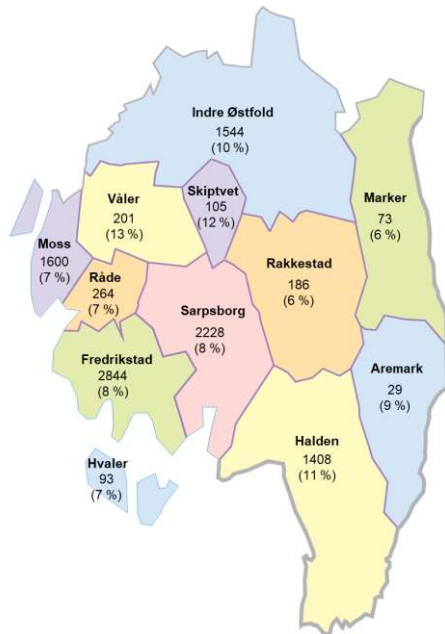 Indre Østfold
1544
(10 %)
Skiptvet
105
(12 %)
Våler
201
(13 %)
Marker
73
(6 %)
Moss
1600
(7 %)
Råde
264
(7 %)
Rakkestad
186
(6 %)
Sarpsborg
2228
(8 %)
Fredrikstad
2844
(8 %)
Aremark
29
(9 %)
Halden
1408
(11 %)
Hvaler
93
(7 %)